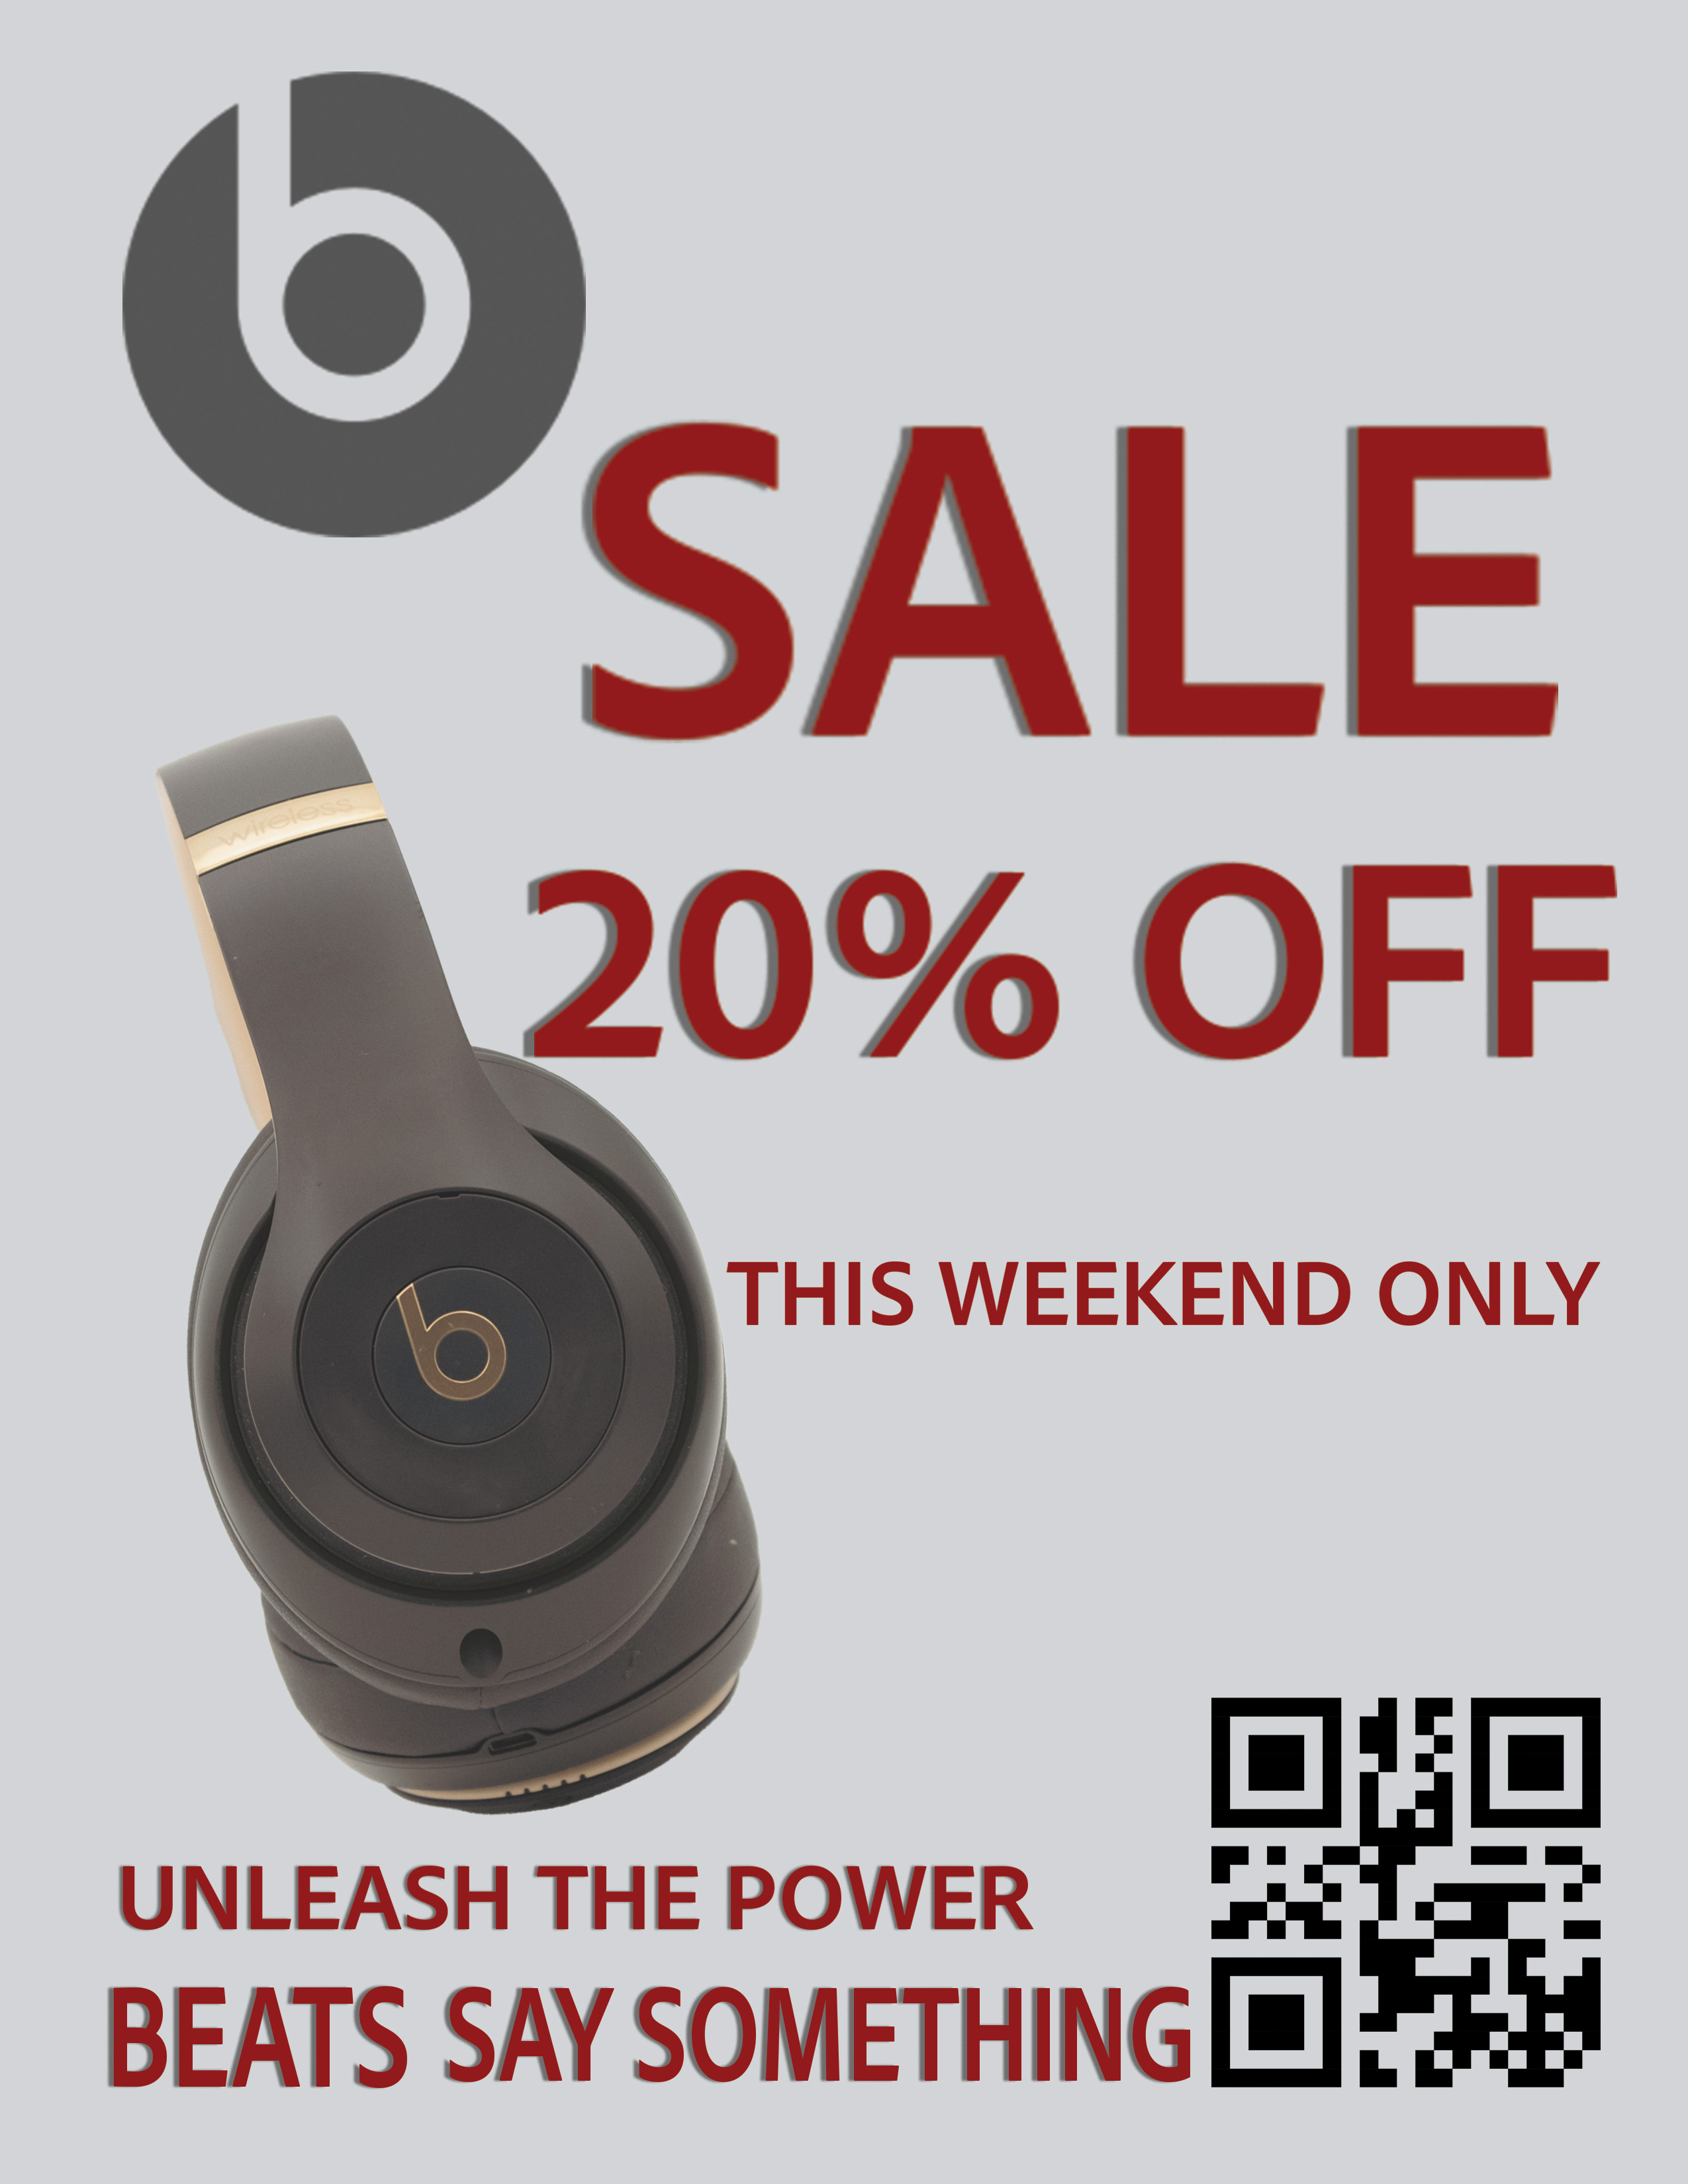 b
SALE
wireless
20% OFF
b
THIS WEEKEND ONLY
UNLEASH THE POWER
BEATS SAY SOMETHING